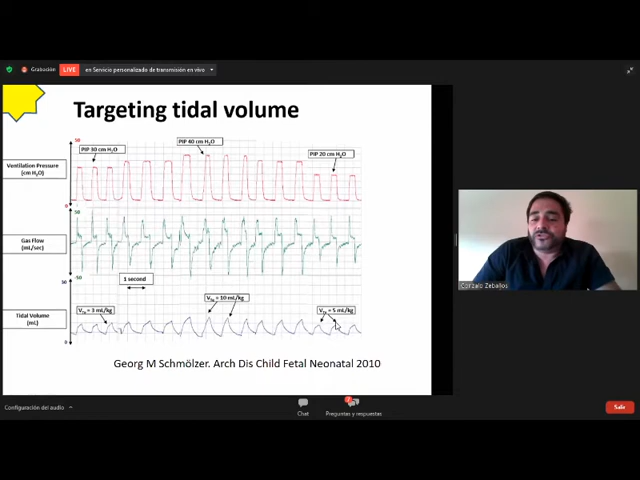 Grabación
LIVE
en Servicio personalizado de transmisión en vivo
Targeting tidal volume
50
PIP 30 cm H₂O
PIP 40 cm H₂O
PIP 20 cm H₂O
Ventilation Pressure
(cm H₂O)
0
50
Gas Flow
(mL/sec)
-50
1 second
30
= 3 mL/kg
= 10 mL/kg
= 5 mL/kg
Tidal Volume
(mL)
0
Georg M Schmölzer. Arch Dis Child Fetal Neonatal 2010
Gonzalo Zeballos
Configuración del audio
Chat
Preguntas y respuestas
Salir